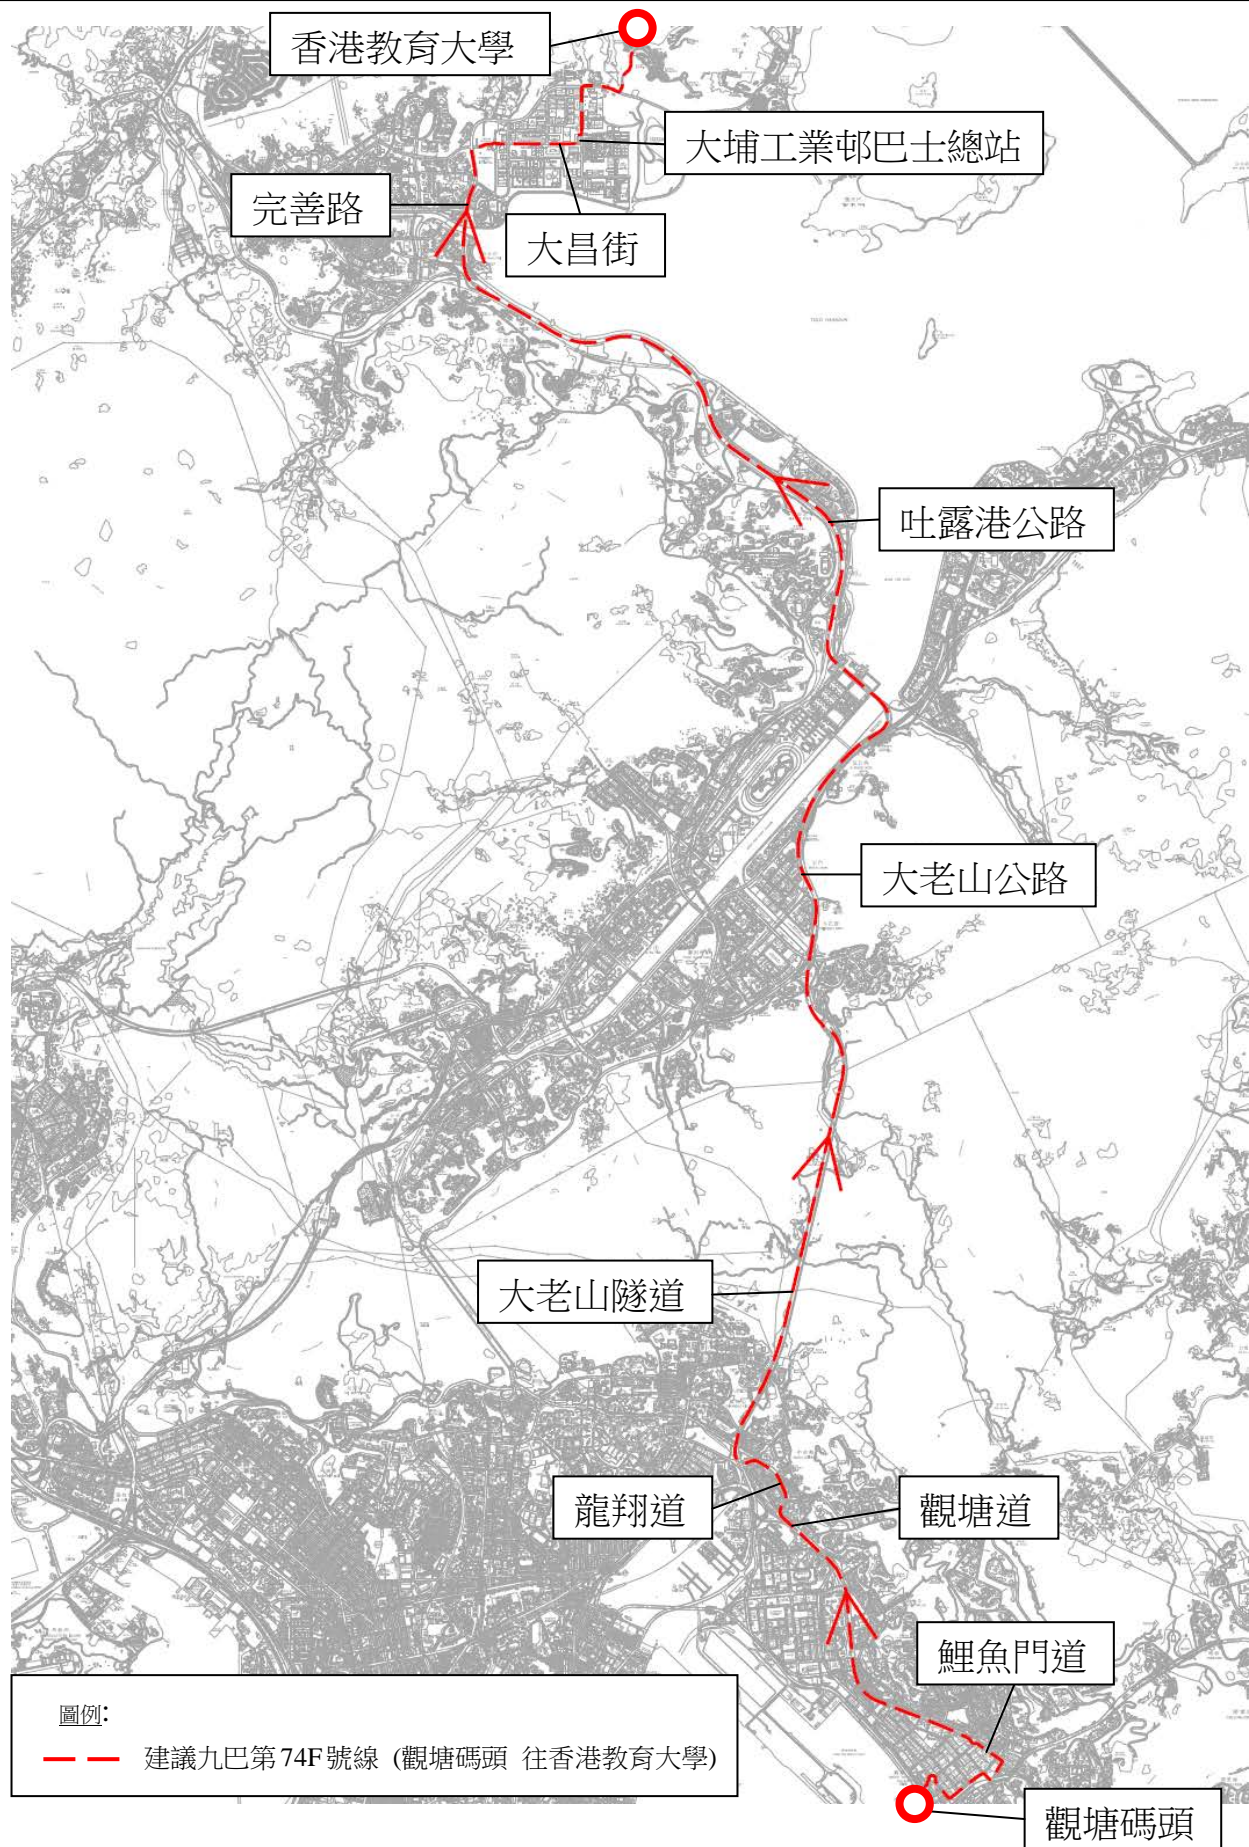 香港教育大學
大埔工業邨巴士總站
完善路
大昌街
吐露港公路
大老山公路
大老山隧道
龍翔道
觀塘道
鯉魚門道
圖例:
建議九巴第 74F 號線 (觀塘碼頭 往香港教育大學)
觀塘碼頭